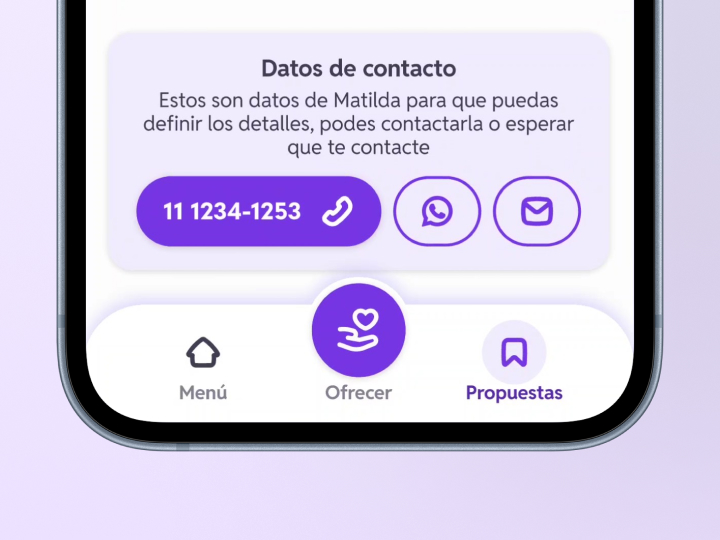 Datos de contacto
Estos son datos de Matilda para que puedas
definir los detalles, podes contactarla o esperar
que te contacte
11 1234-1253
Menú
Ofrecer
Propuestas